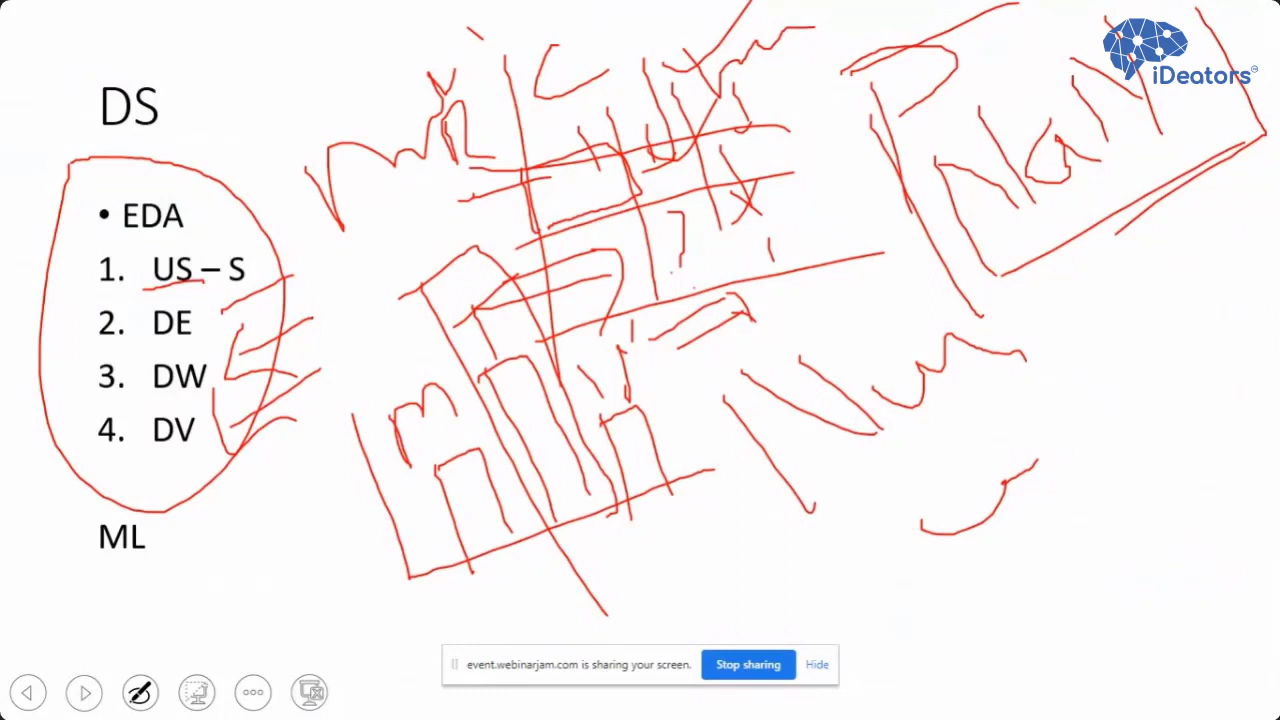 iDeators
DS
• EDA
1. US – S
2. DE
3. DW
4. DV
ML
event.webinarjam.com is sharing your screen.
Stop sharing
Hide